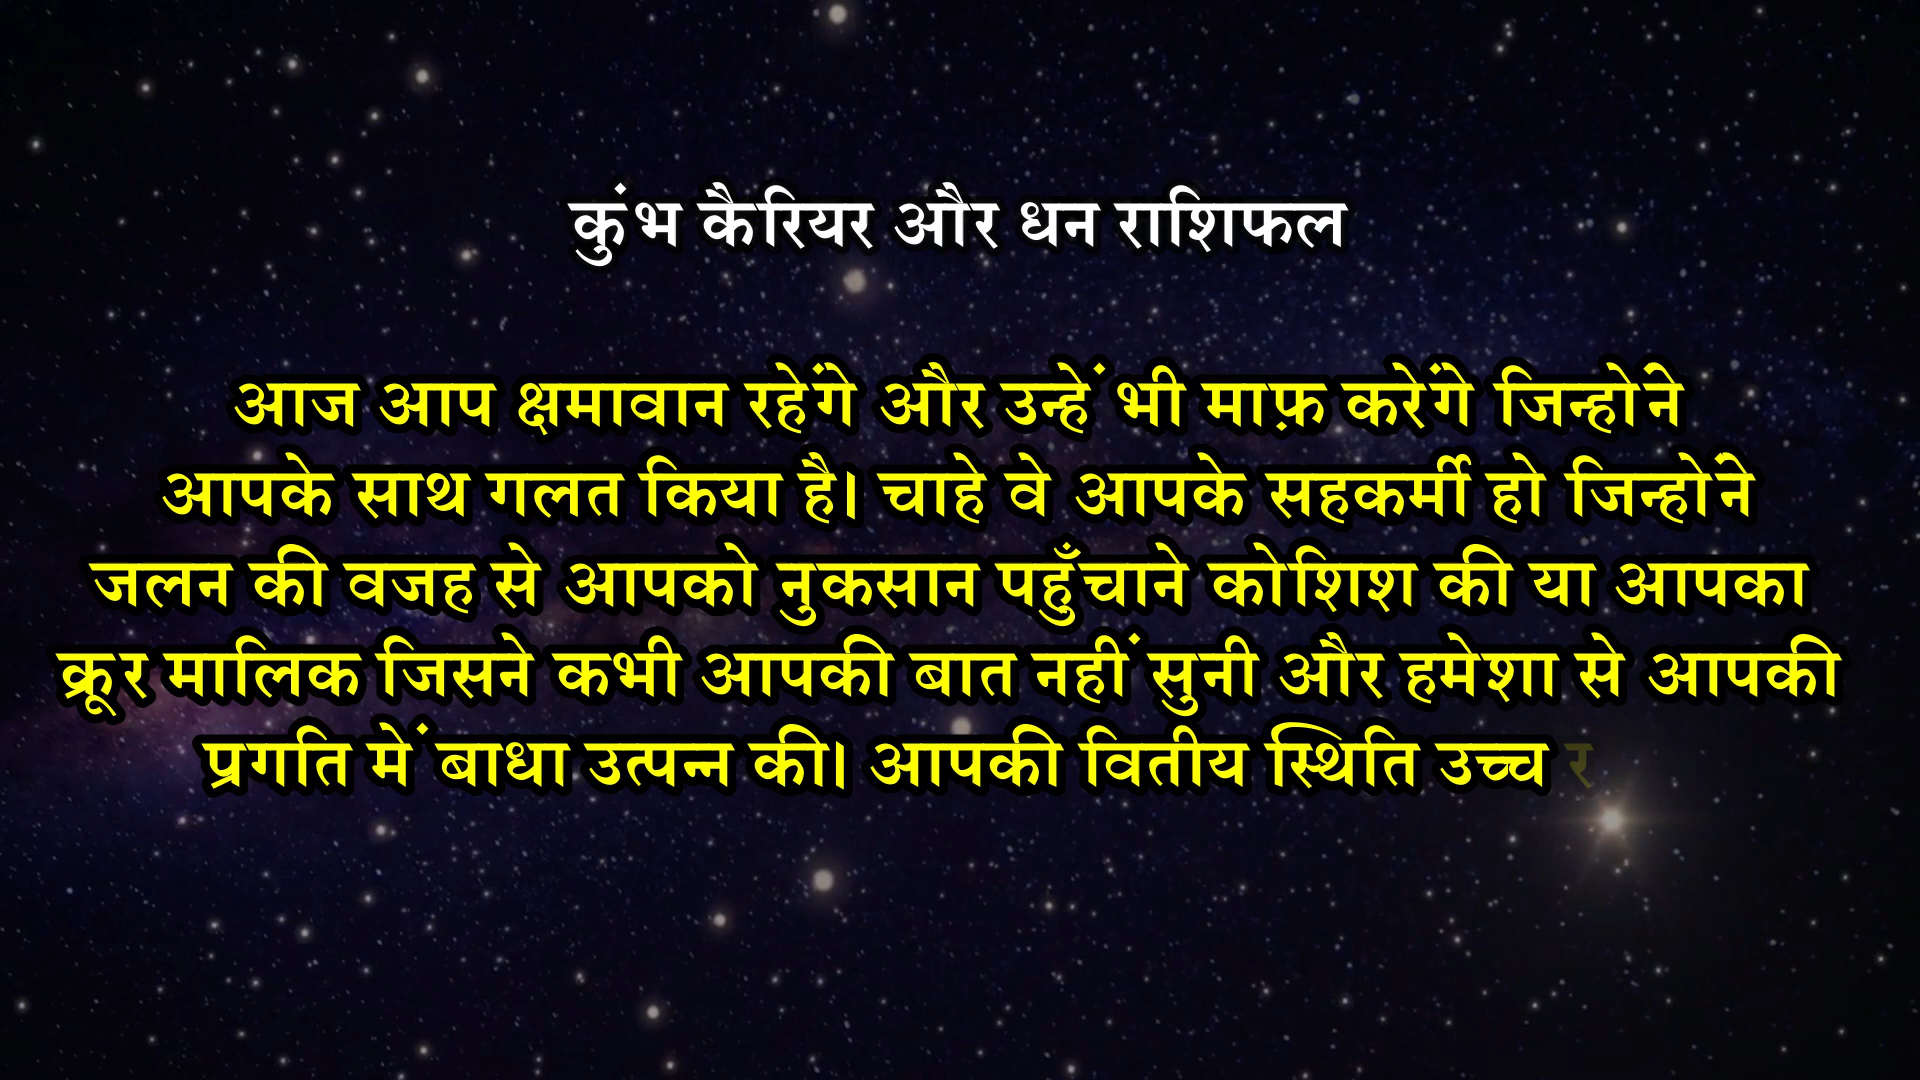 कुंभ कैरियर और धन राशिफल
आज आप क्षमावान रहेंगे और उन्हें भी माफ़ करेंगे जिन्होंने
आपके साथ गलत किया है। चाहे वे आपके सहकर्मी हो जिन्होंने
जलन की वजह से आपको नुकसान पहुँचाने कोशिश की या आपका
क्रूर मालिक जिसने कभी आपकी बात नहीं सुनी और हमेशा से आपकी
प्रगति में बाधा उत्पन्न की। आपकी वितीय स्थिति उच्च र